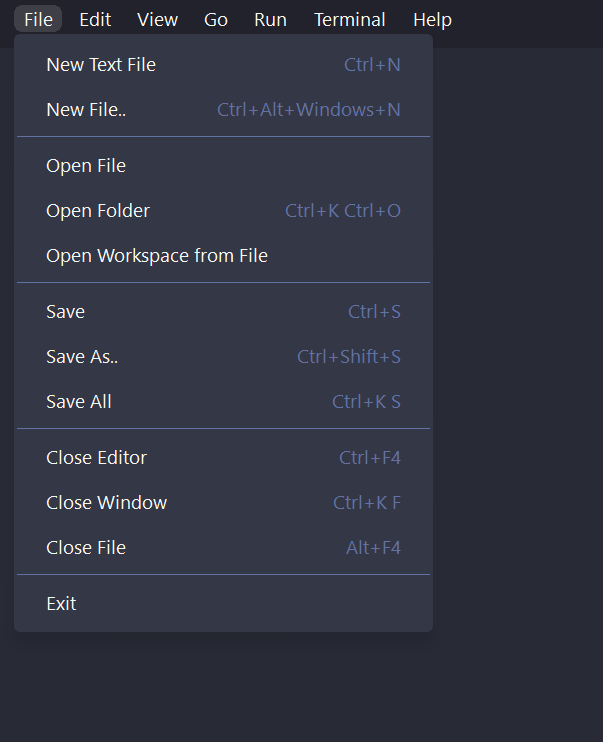 File Edit View Go Run Terminal Help
New Text File Ctrl+N
New File.. Ctrl+Alt+Windows+N
Open File
Open Folder Ctrl+K Ctrl+O
Open Workspace from File
Save Ctrl+S
Save As.. Ctrl+Shift+S
Save All Ctrl+K S
Close Editor Ctrl+F4
Close Window Ctrl+K F
Close File Alt+F4
Exit